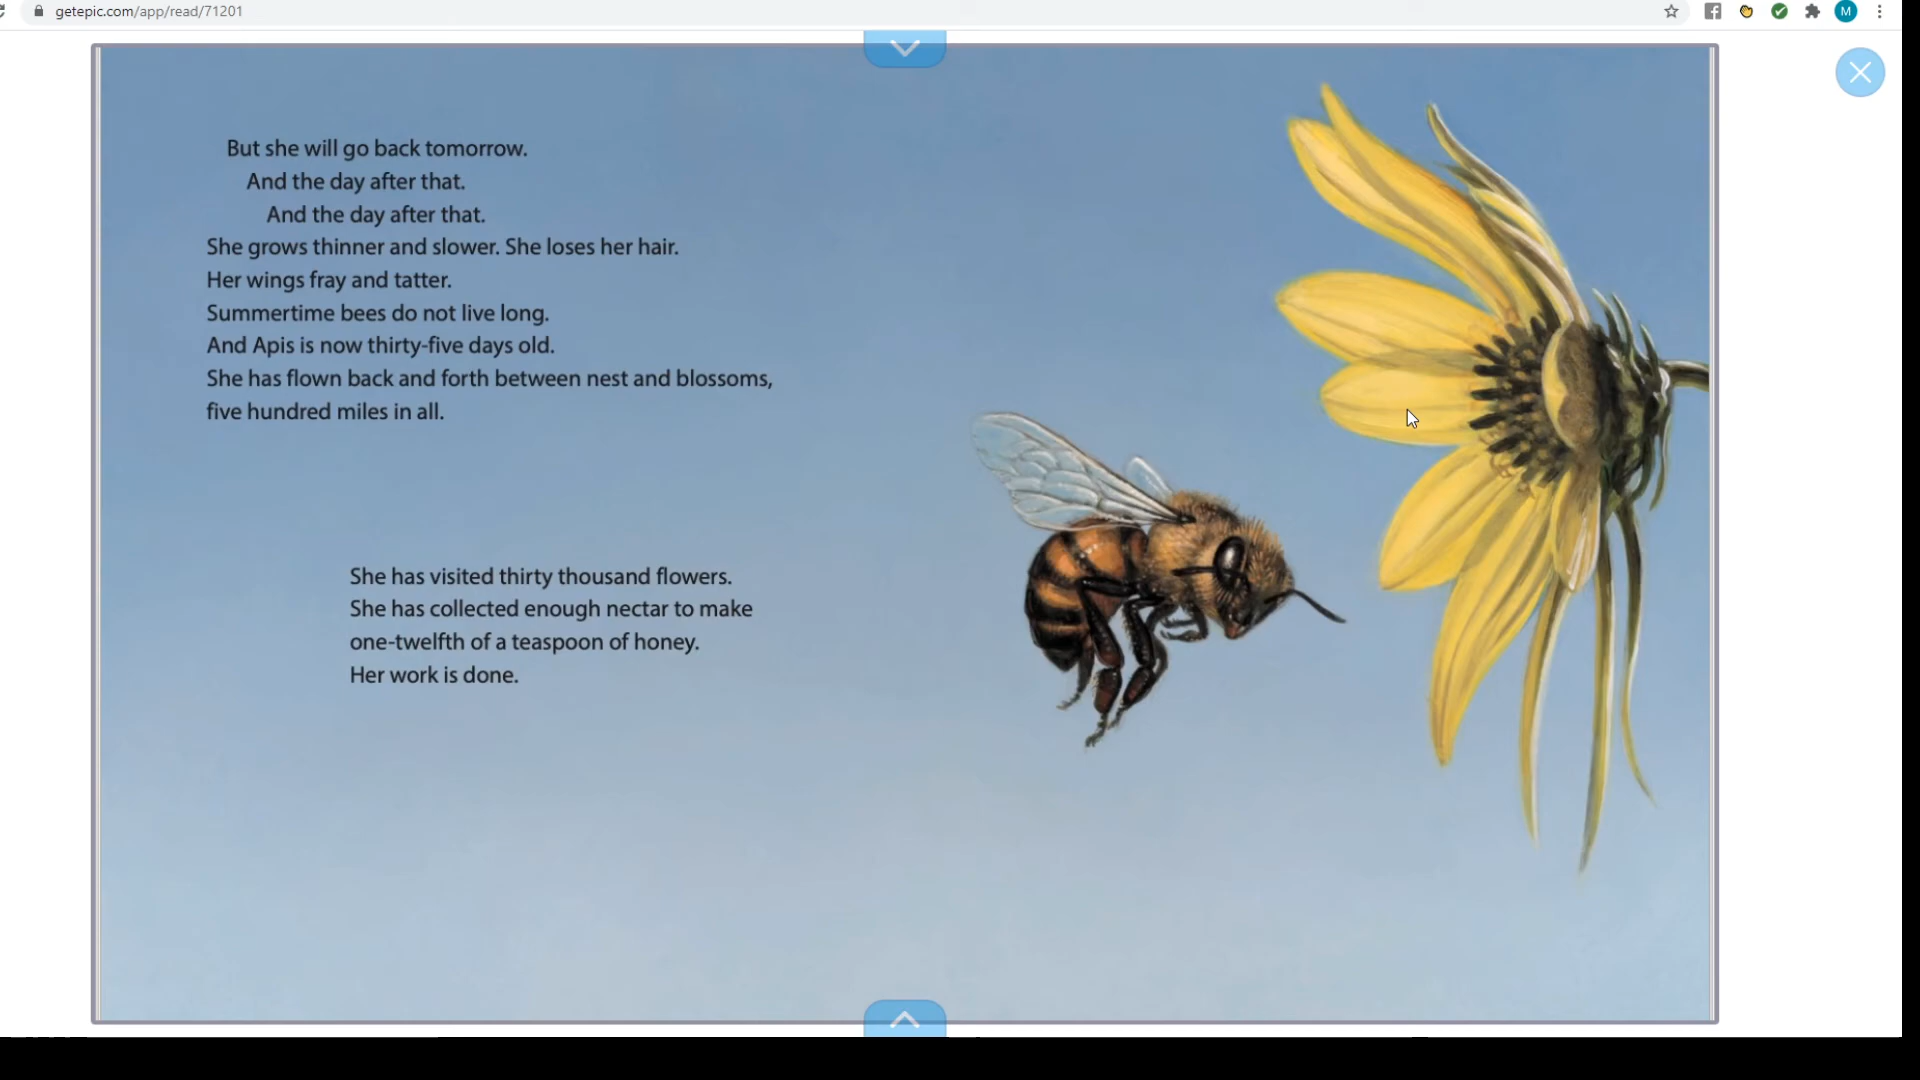 getepic.com/app/read/71201
M
But she will go back tomorrow.
And the day after that.
And the day after that.
She grows thinner and slower. She loses her hair.
Her wings fray and tatter.
Summertime bees do not live long.
And Apis is now thirty-five days old.
She has flown back and forth between nest and blossoms,
five hundred miles in all.
She has visited thirty thousand flowers.
She has collected enough nectar to make
one-twelfth of a teaspoon of honey.
Her work is done.